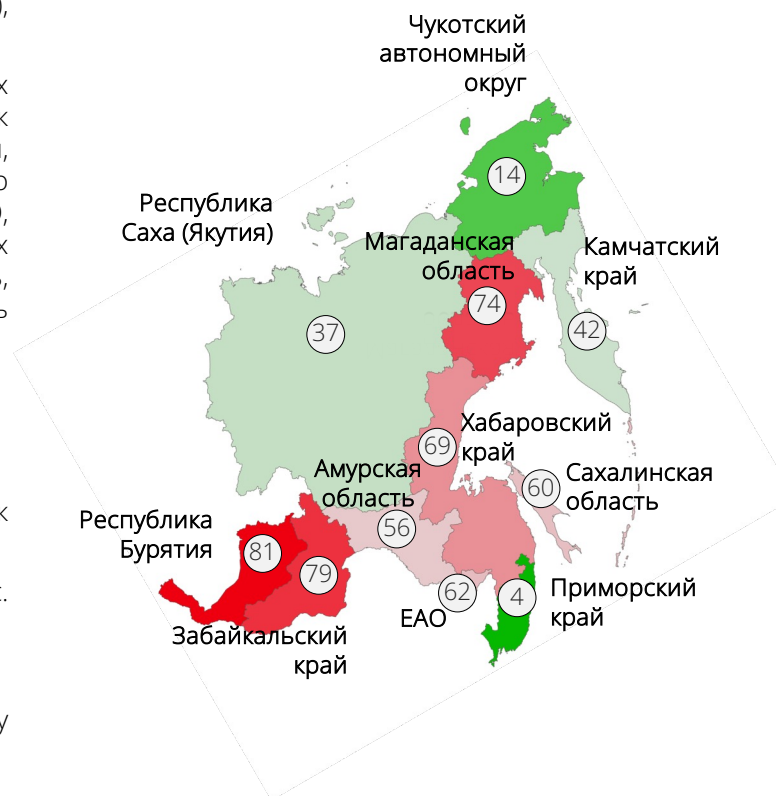 Чукотский
автономный
округ
14
Республика
Саха (Якутия)
Магаданская
область
Камчатский
край
74
37
42
Хабаровский
край
69
Амурская
область
Сахалинская
область
60
Республика
Бурятия
56
81
79
62
4
Приморский
край
ЕАО
Забайкальский
край